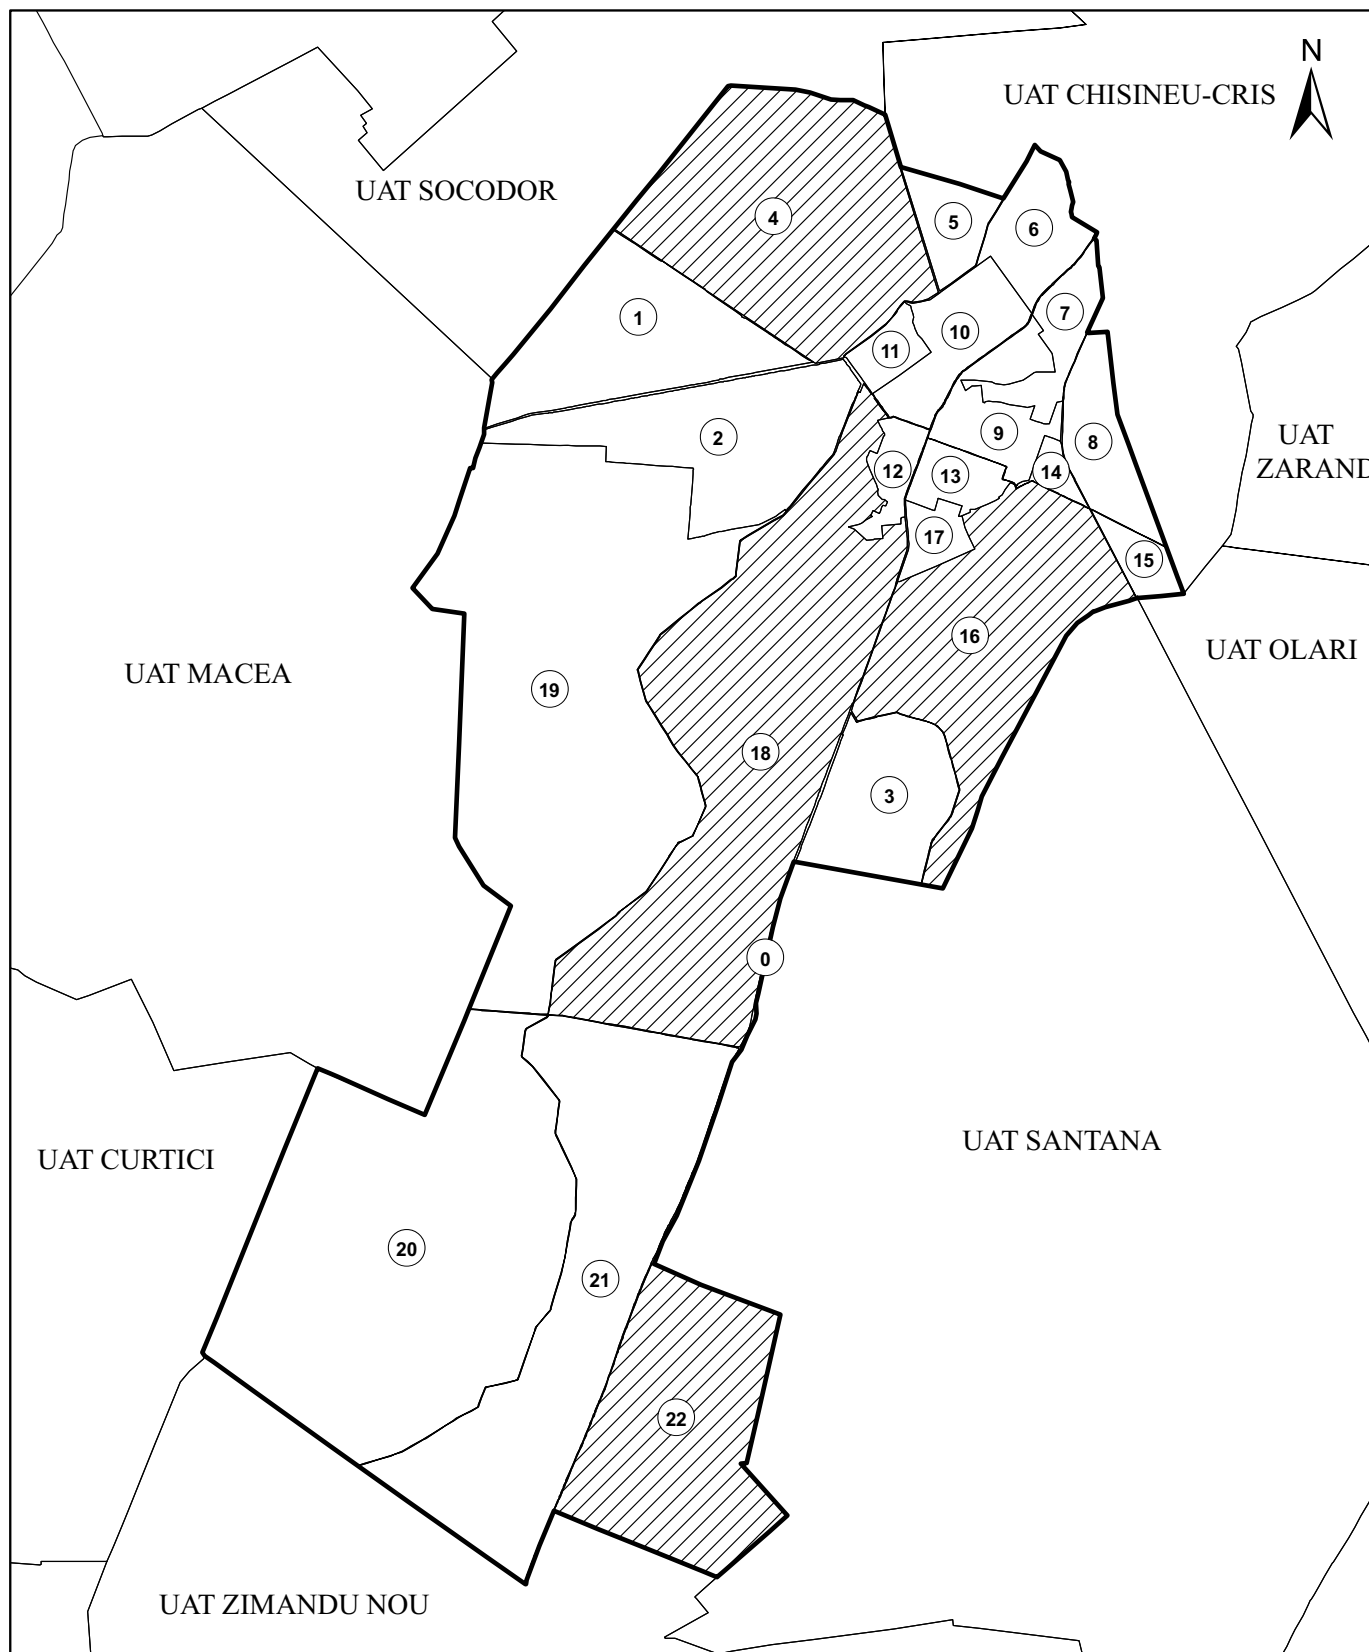 N
UAT CHISINEU-CRIS
UAT SOCODOR
4
5
6
1
7
10
11
2
9
8
UAT
ZARAND
12
13
14
17
15
16
UAT OLARI
UAT MACEA
19
18
3
0
UAT SANTANA
UAT CURTICI
20
21
22
UAT ZIMANDU NOU